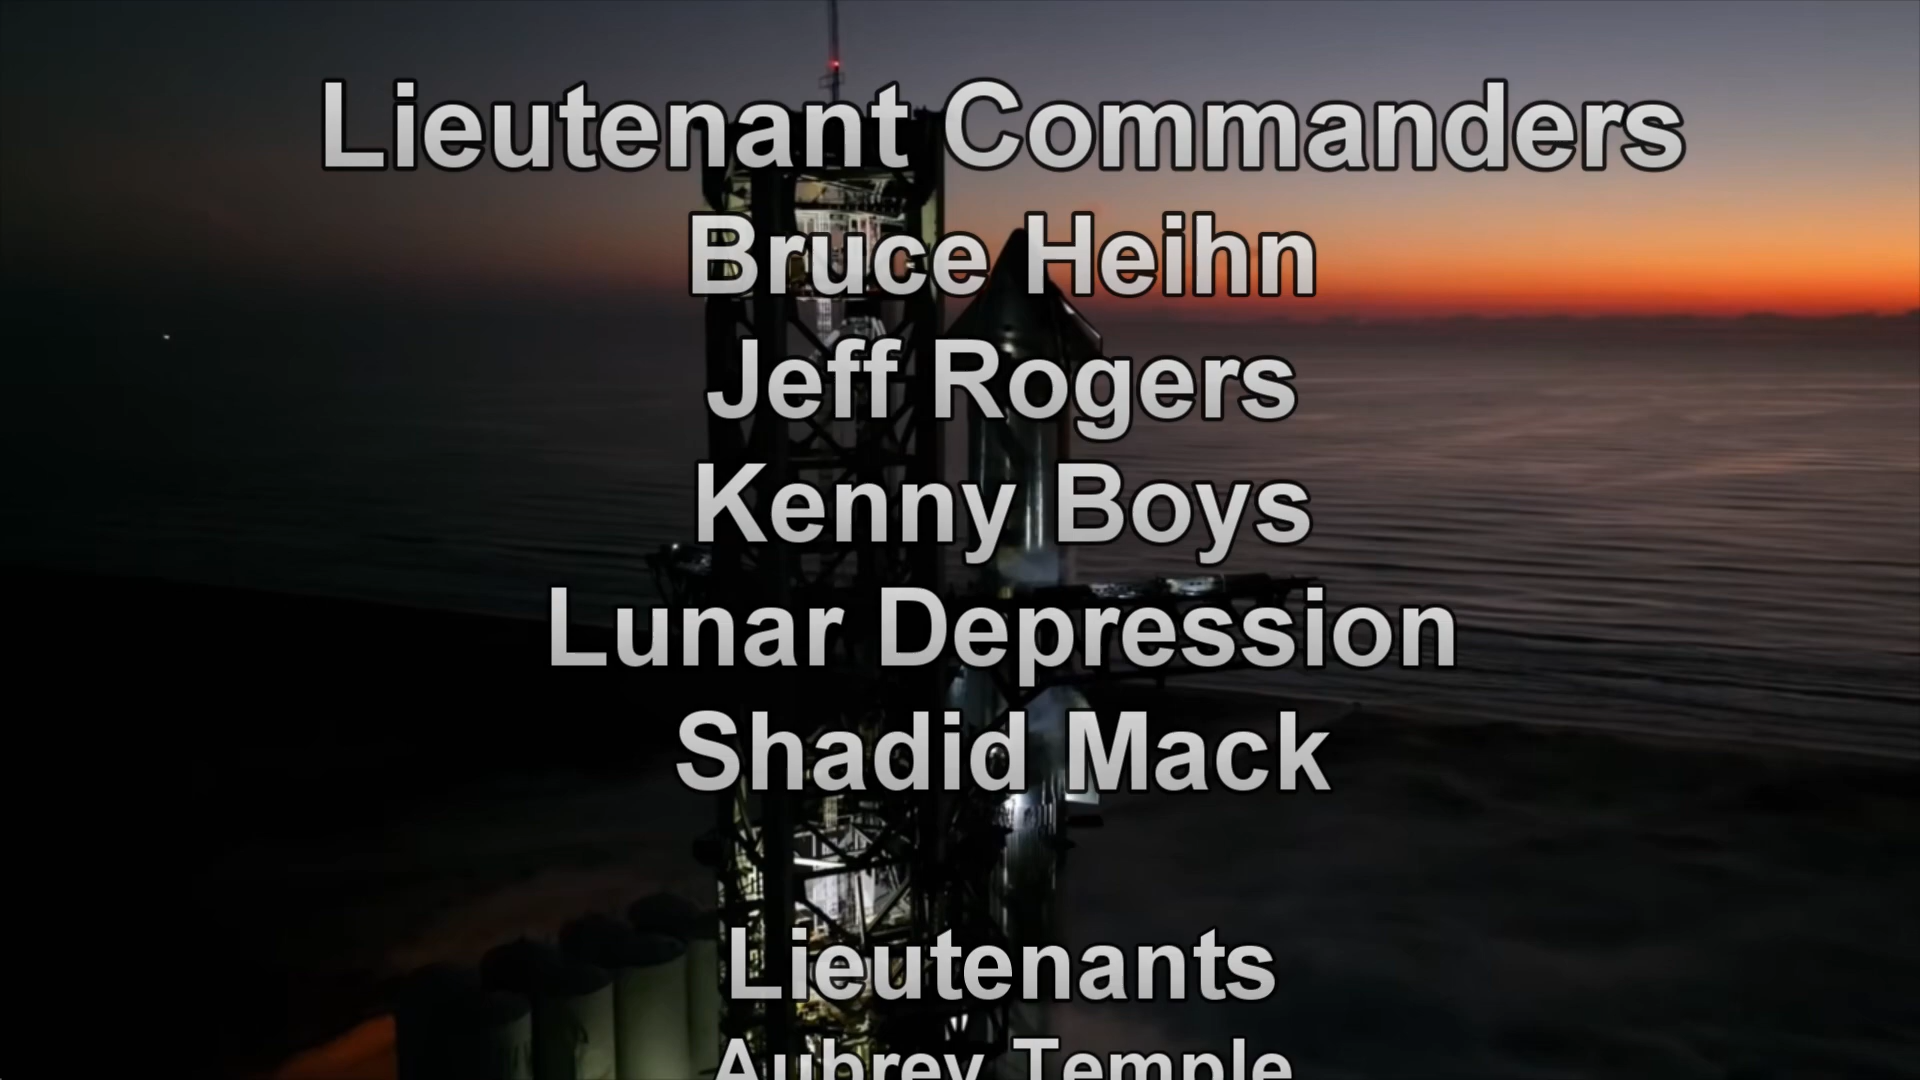 Lieutenant Commanders
Bruce Heihn
Jeff Rogers
Kenny Boys
Lunar Depression
Shadid Mack
Lieutenants
Aubrey Temple